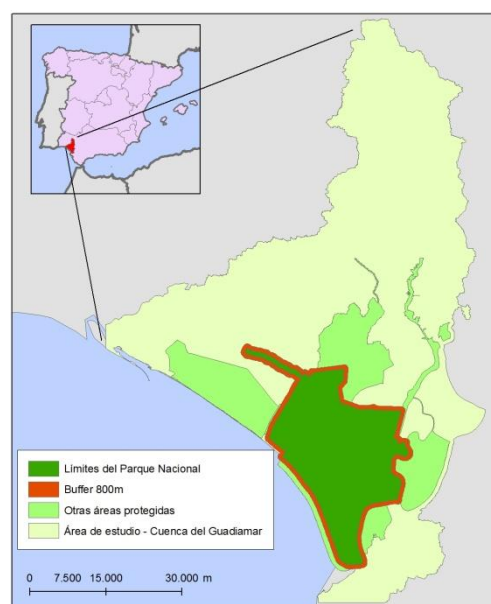 Límites del Parque Nacional
Buffer 800m
Otras áreas protegidas
Área de estudio - Cuenca del Guadiamar
0 7.500 15.000 30.000 m